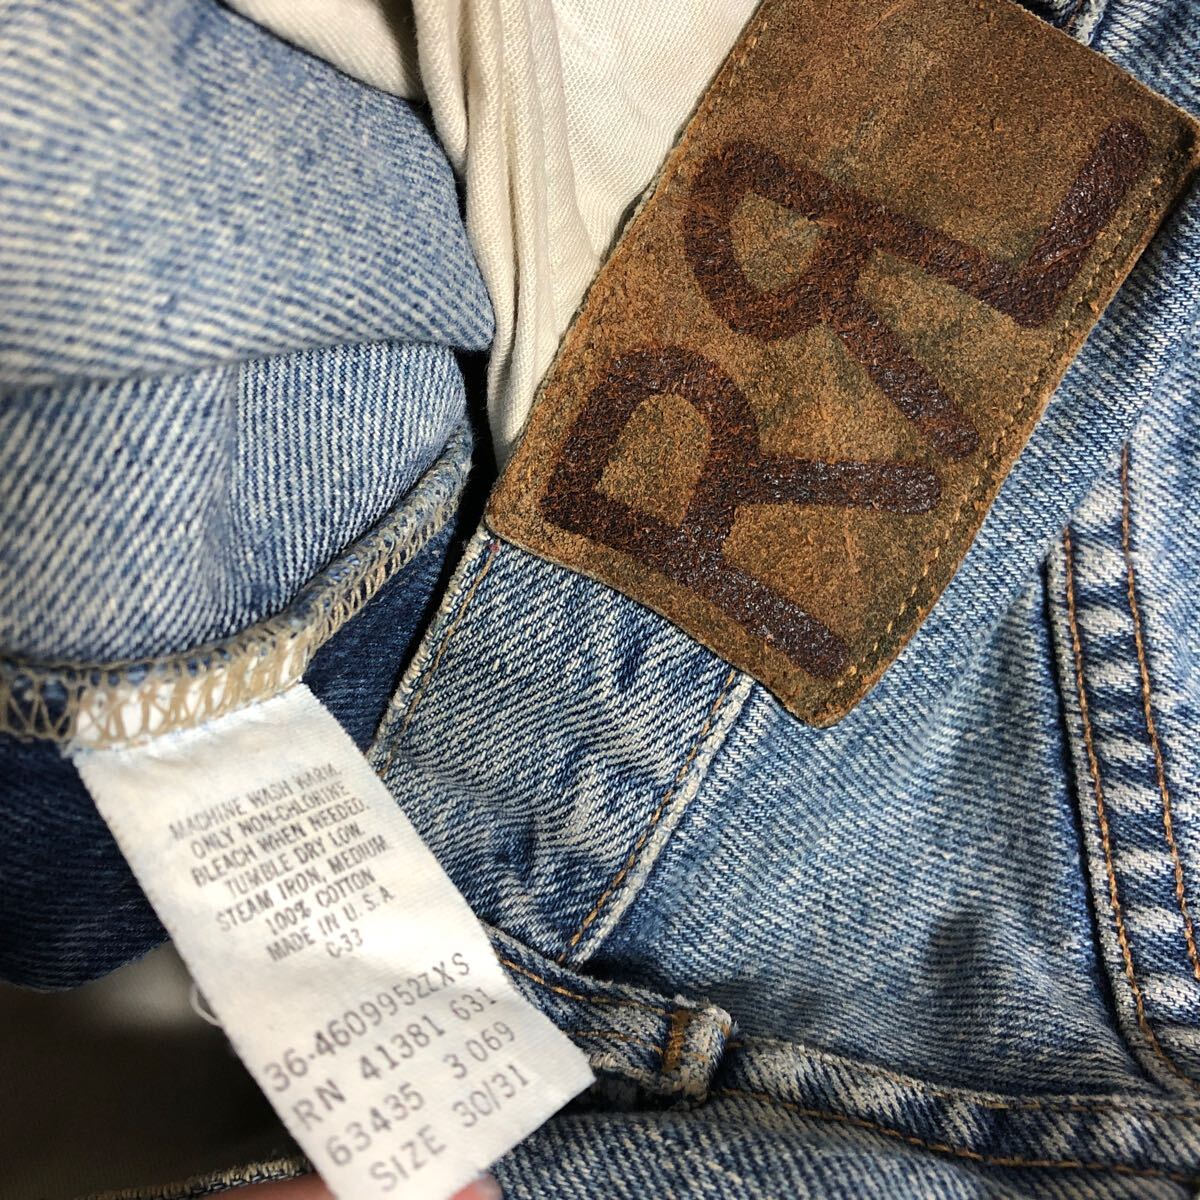 RRL
MACHINE WASH WARM.
ONLY NON-CHLORINE
BLEACH WHEN NEEDED.
TUMBLE DRY LOW.
STEAM IRON, MEDIUM.
100% COTTON
MADE IN U.S.A
C-33
36-4609952ZXS
RN 41381 631
63435 3 069
SIZE 30/31